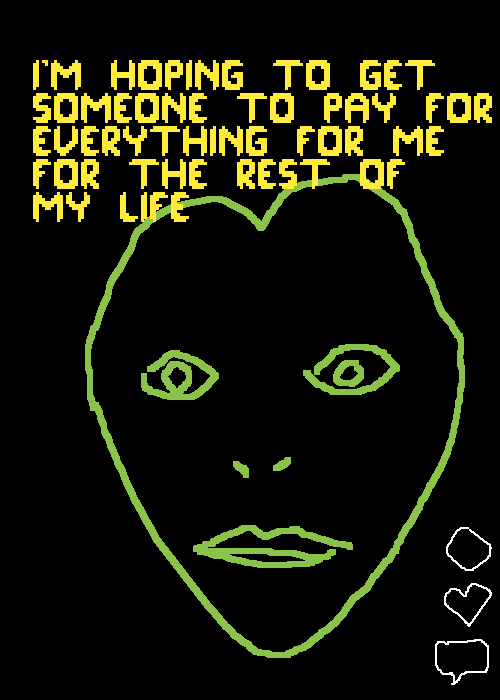 I'M HOPING TO GET
SOMEONE TO PAY FOR
EVERYTHING FOR ME
FOR THE REST OF
MY LIFE